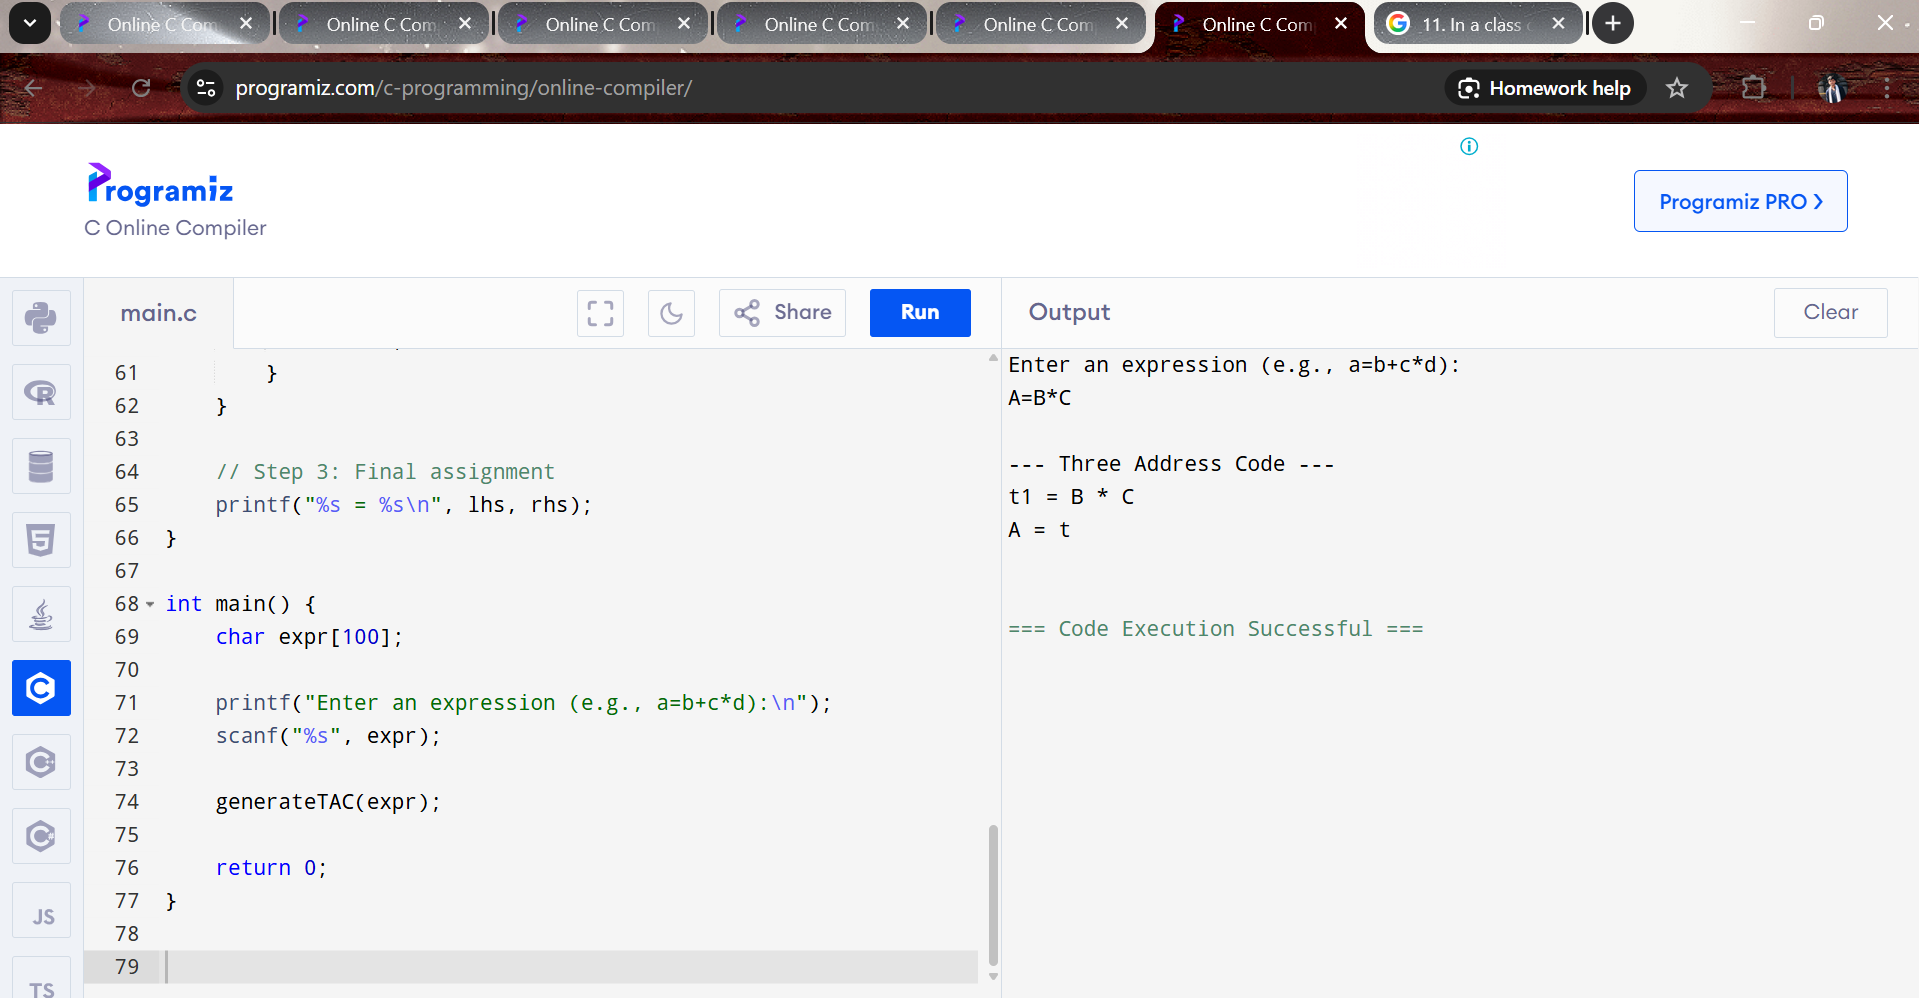 Online C Com
Online C Com
Online C Com
Online C Com
Online C Com
Online C Com
11. In a class
programiz.com/c-programming/online-compiler/
Homework help
Programiz
C Online Compiler
Programiz PRO ❯
main.c
Share
Run
Output
Clear
61 }
62 }
63
64 // Step 3: Final assignment
65 printf("%s = %s\n", lhs, rhs);
66 }
67
68 int main() {
69 char expr[100];
70
71 printf("Enter an expression (e.g., a=b+c*d):\n");
72 scanf("%s", expr);
73
74 generateTAC(expr);
75
76 return 0;
77 }
78
79
Enter an expression (e.g., a=b+c*d):
A=B*C
--- Three Address Code ---
t1 = B * C
A = t
=== Code Execution Successful ===
R
5
C
C++
C#
JS
TS